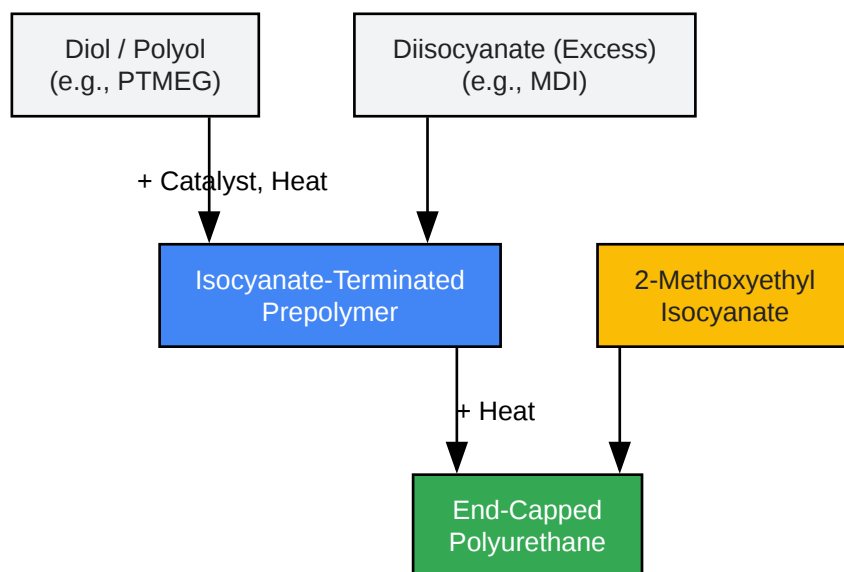 Diol / Polyol
(e.g., PTMEG)
Diisocyanate (Excess)
(e.g., MDI)
+ Catalyst, Heat
Isocyanate-Terminated
Prepolymer
2-Methoxyethyl
Isocyanate
+ Heat
End-Capped
Polyurethane